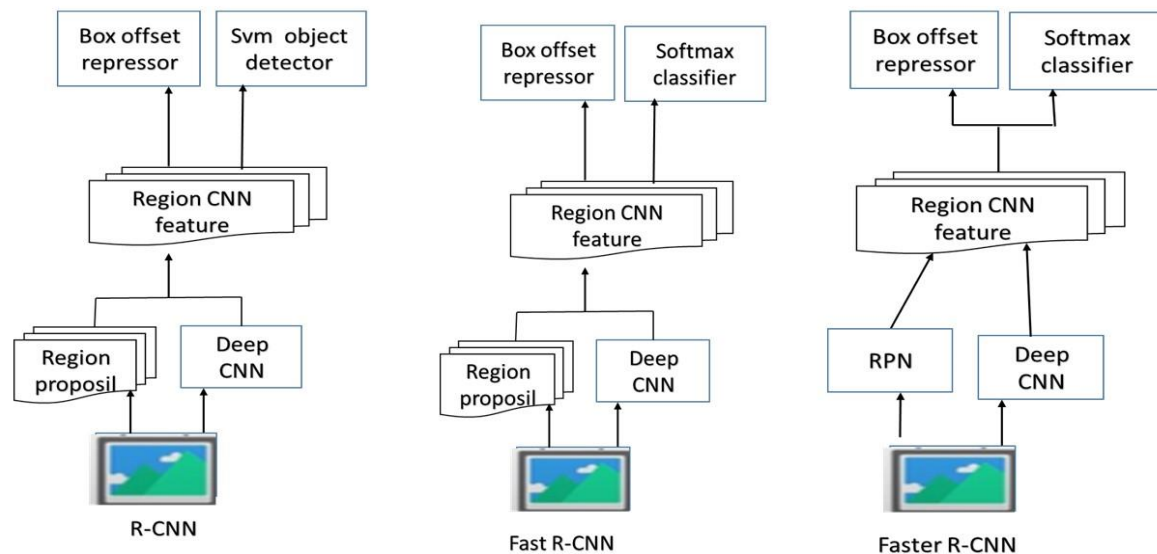 Box offset
repressor
Svm object
detector
Region CNN
feature
Region
proposil
Deep
CNN
R-CNN
Box offset
repressor
Softmax
classifier
Region CNN
feature
Region
proposil
Deep
CNN
Fast R-CNN
Box offset
repressor
Softmax
classifier
Region CNN
feature
RPN
Deep
CNN
Faster R-CNN